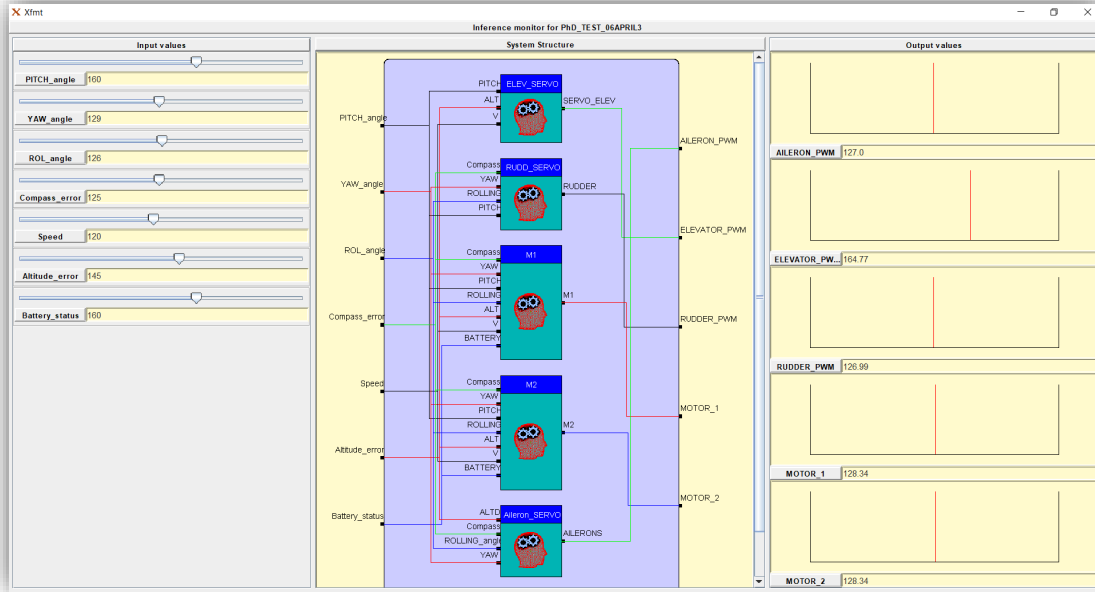 Xfmt
Inference monitor for PhD_TEST_06APRIL3
Input values
PITCH_angle 160
YAW_angle 129
ROL_angle 126
Compass_error 125
Speed 120
Altitude_error 145
Battery_status 160
System Structure
PITCH_angle
YAW_angle
ROL_angle
Compass_error
Speed
Altitude_error
Battery_status
ELEV_SERVO
PITCH
ALT
V
SERVO_ELEV
RUDD_SERVO
Compass
YAW
ROLLING
PITCH
RUDDER
M1
Compass
YAW
PITCH
ROLLING
ALT
V
BATTERY
M1
M2
Compass
YAW
PITCH
ROLLING
ALT
V
BATTERY
M2
Aileron_SERVO
ALTD
Compass
ROLLING_angle
YAW
AILERONS
AILERON_PWM
ELEVATOR_PWM
RUDDER_PWM
MOTOR_1
MOTOR_2
Output values
AILERON_PWM 127.0
ELEVATOR_PW... 164.77
RUDDER_PWM 126.99
MOTOR_1 128.34
MOTOR_2 128.34